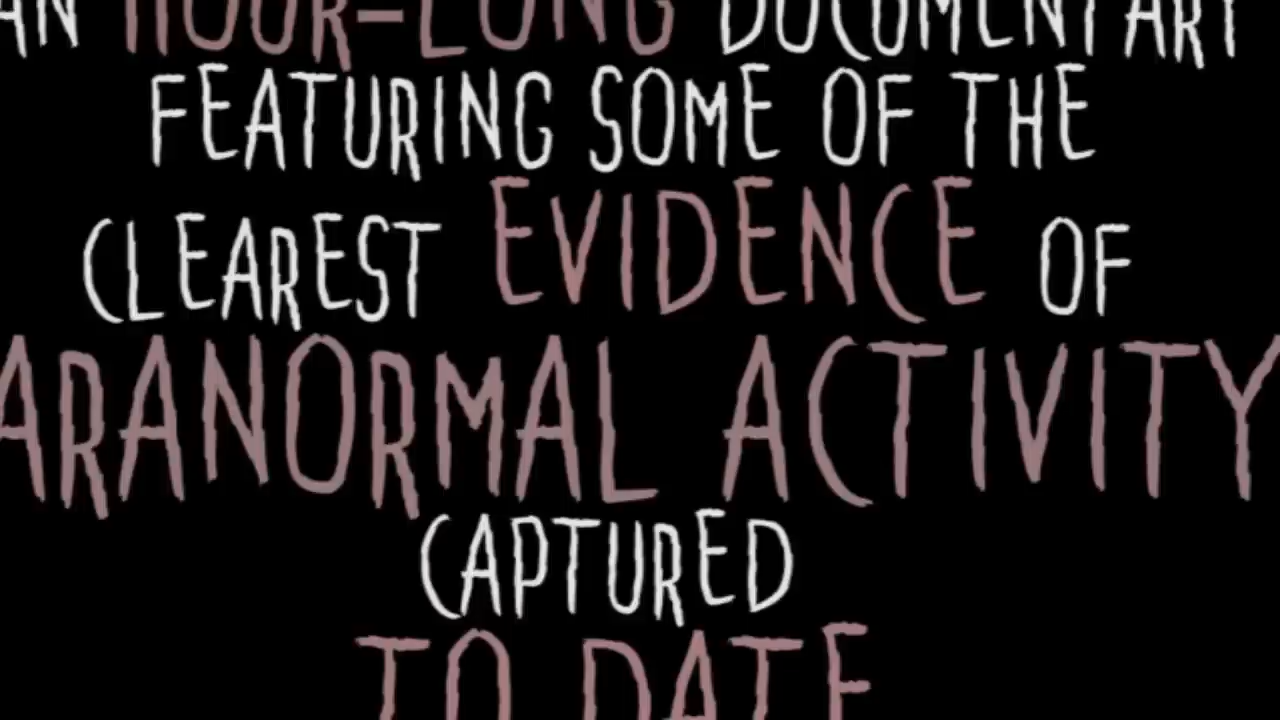 AN HOUR-LONG DOCUMENTARY
FEATURING SOME OF THE
CLEAREST EVIDENCE OF
ARANORMAL ACTIVITY
CAPTURED
TO DATE